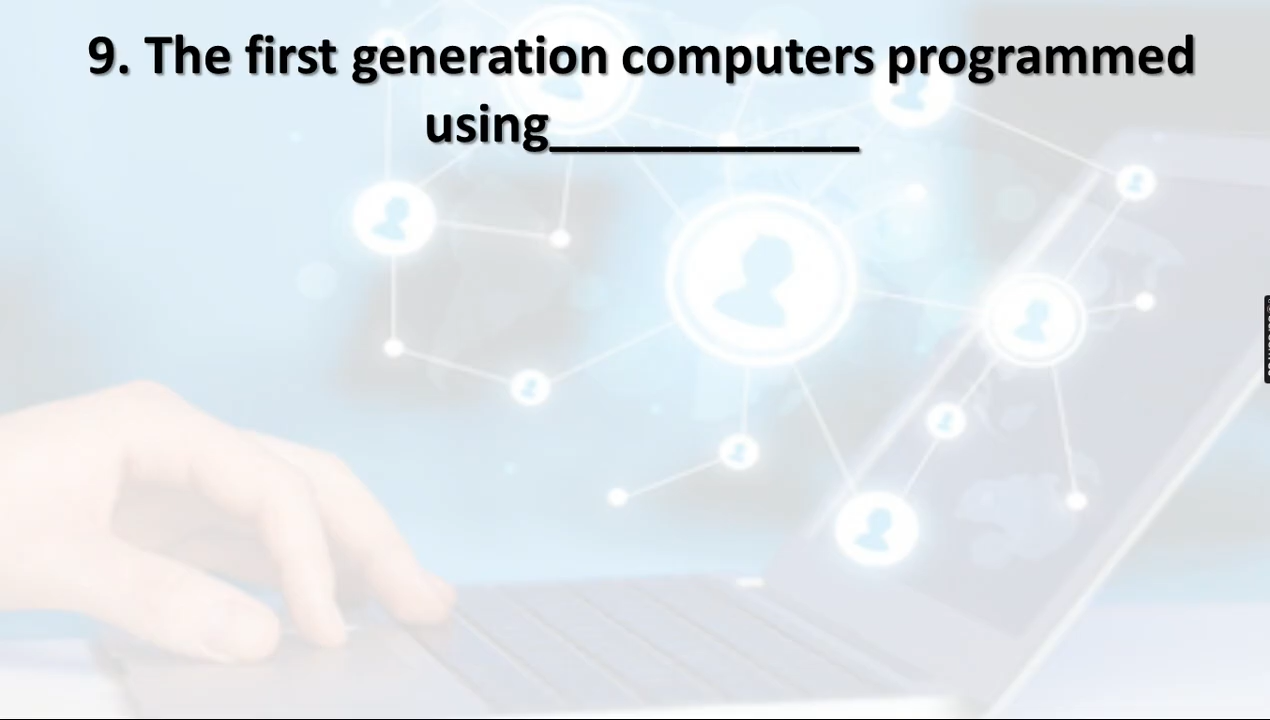 9. The first generation computers programmed
using___________